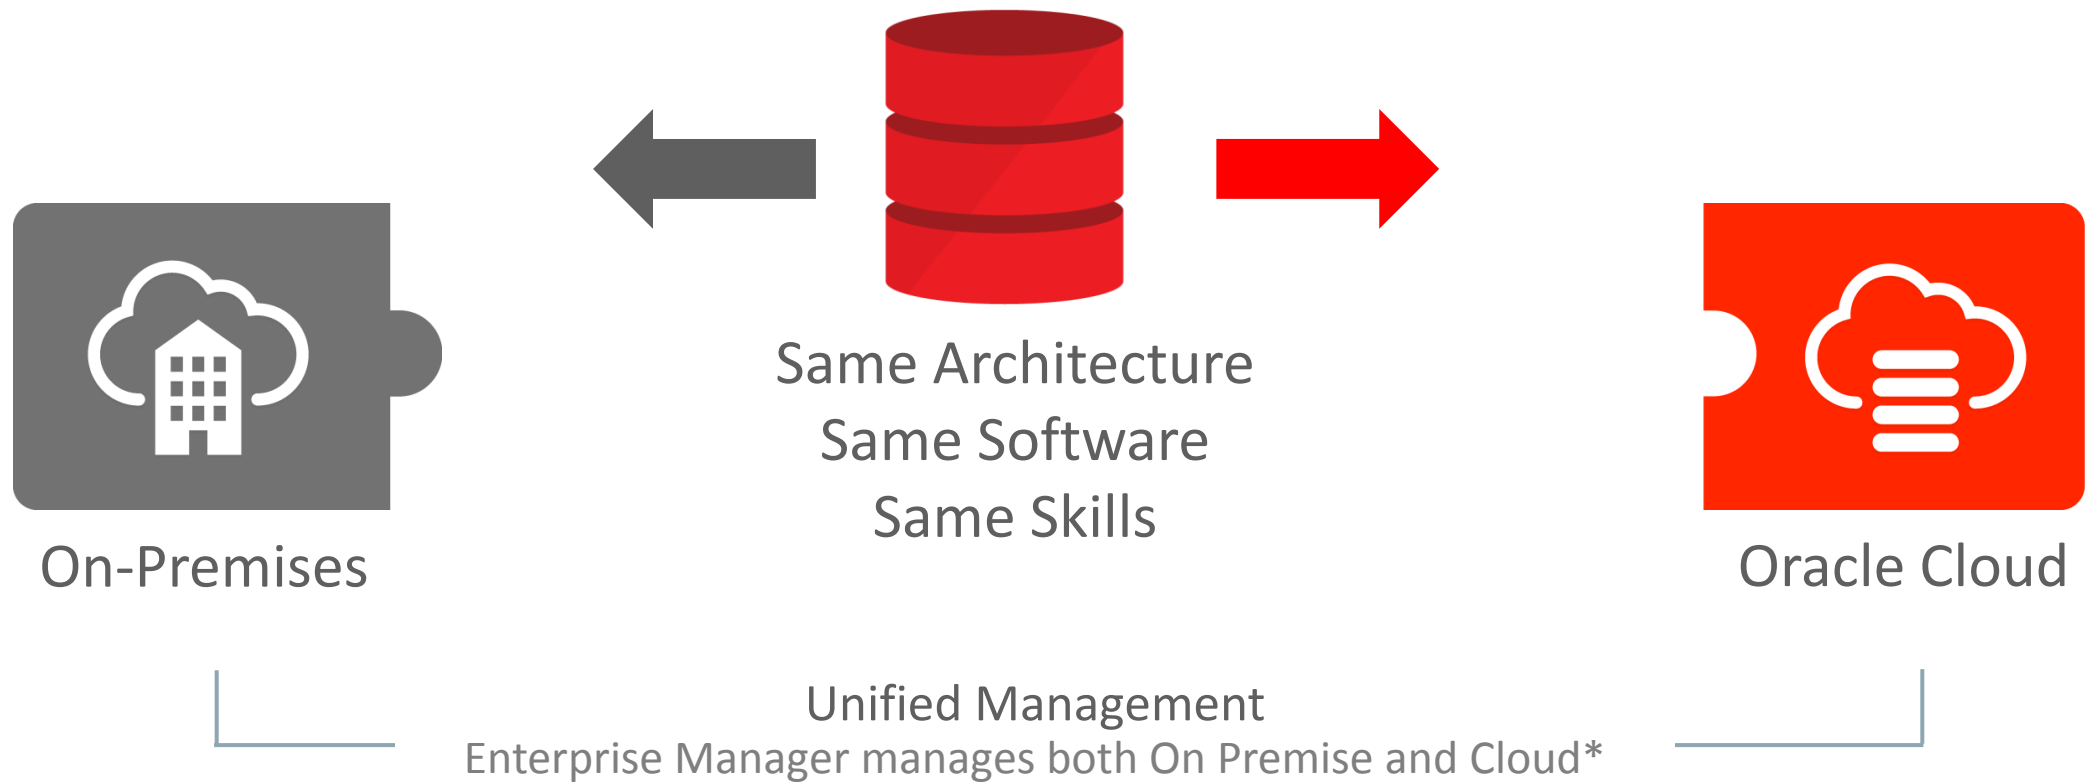 Same Architecture
Same Software
Same Skills
On-Premises
Oracle Cloud
Unified Management
Enterprise Manager manages both On Premise and Cloud*